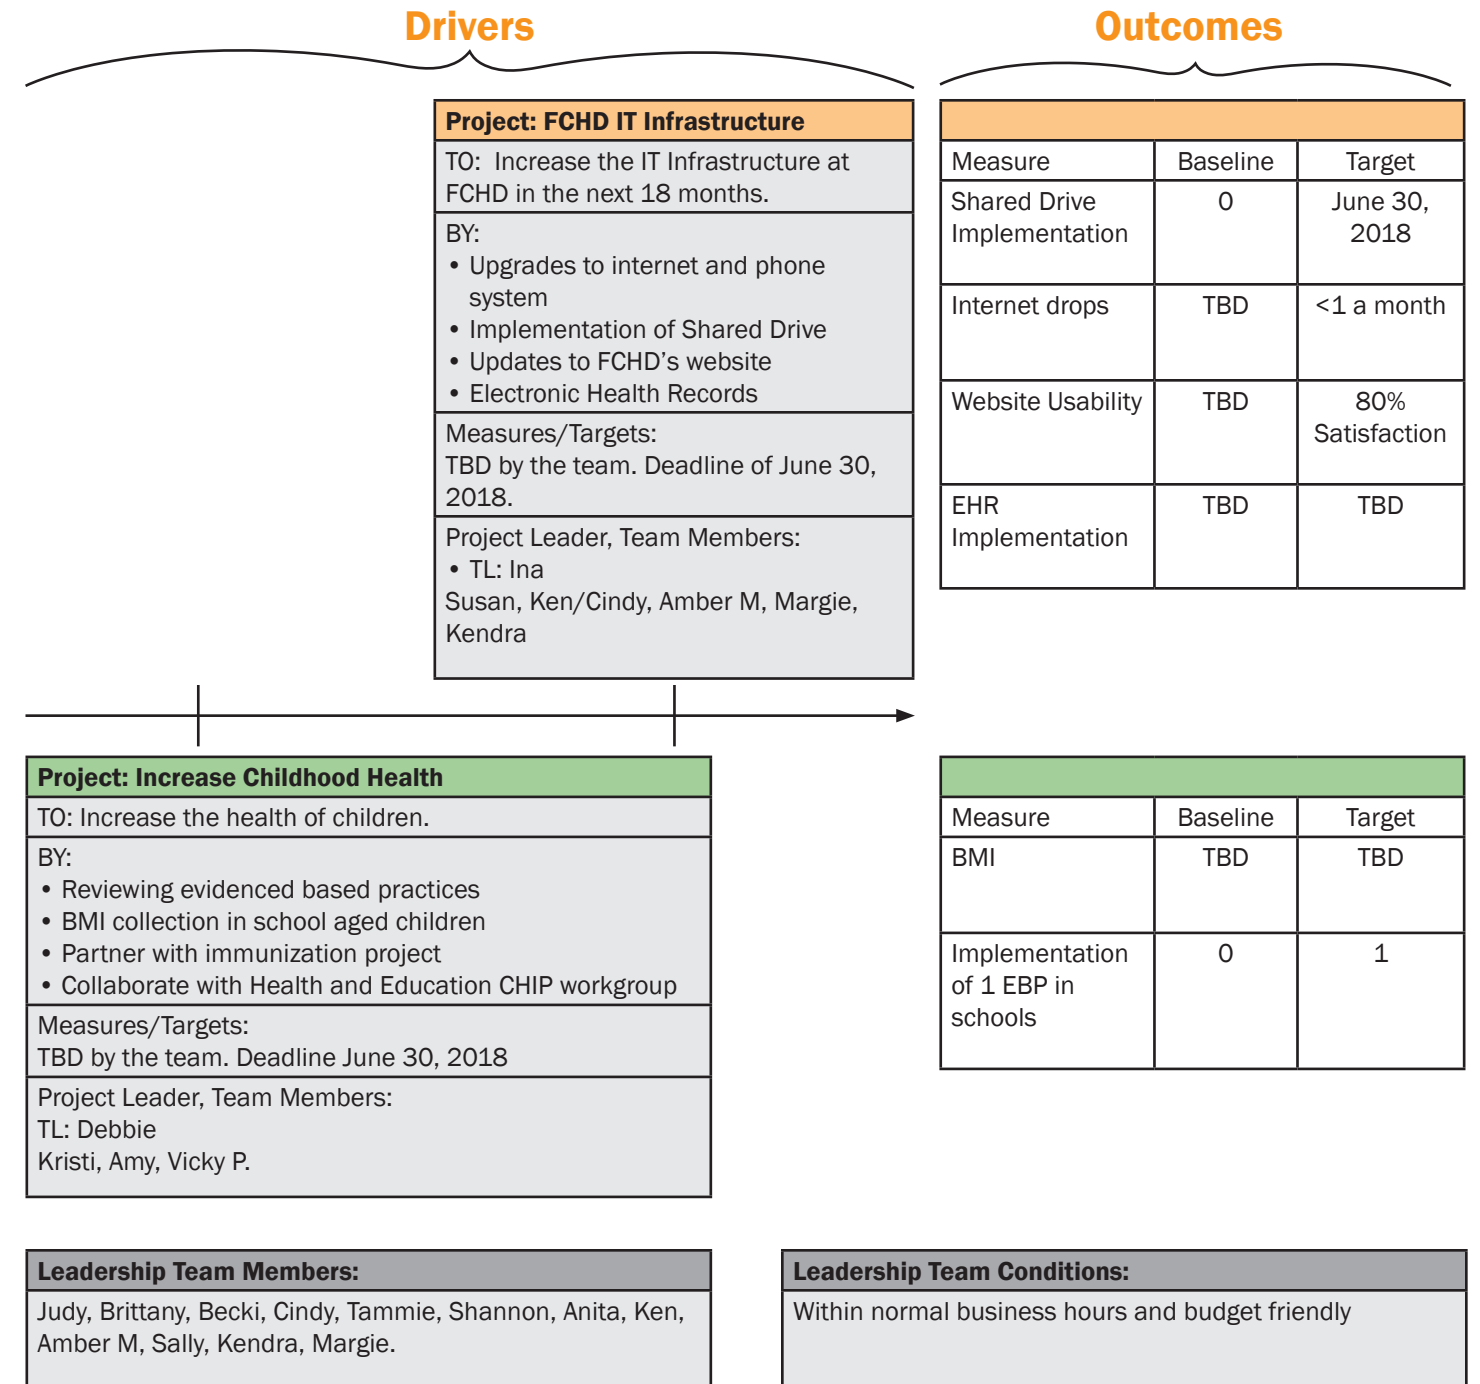 Drivers
Outcomes
Project: FCHD IT Infrastructure
TO:  Increase the IT Infrastructure at
FCHD in the next 18 months.
BY:
• Upgrades to internet and phone
system
• Implementation of Shared Drive
• Updates to FCHD’s website
• Electronic Health Records
Measures/Targets:
TBD by the team. Deadline of June 30,
2018.
Project Leader, Team Members:
• TL: Ina
Susan, Ken/Cindy, Amber M, Margie,
Kendra
Measure Baseline Target
Shared Drive 0 June 30,
Implementation 2018
Internet drops TBD <1 a month
Website Usability TBD 80%
Satisfaction
EHR TBD TBD
Implementation
Project: Increase Childhood Health
TO: Increase the health of children.
BY:
• Reviewing evidenced based practices
• BMI collection in school aged children
• Partner with immunization project
• Collaborate with Health and Education CHIP workgroup
Measures/Targets:
TBD by the team. Deadline June 30, 2018
Project Leader, Team Members:
TL: Debbie
Kristi, Amy, Vicky P.
Measure Baseline Target
BMI TBD TBD
Implementation 0 1
of 1 EBP in
schools
Leadership Team Members:
Judy, Brittany, Becki, Cindy, Tammie, Shannon, Anita, Ken,
Amber M, Sally, Kendra, Margie.
Leadership Team Conditions:
Within normal business hours and budget friendly